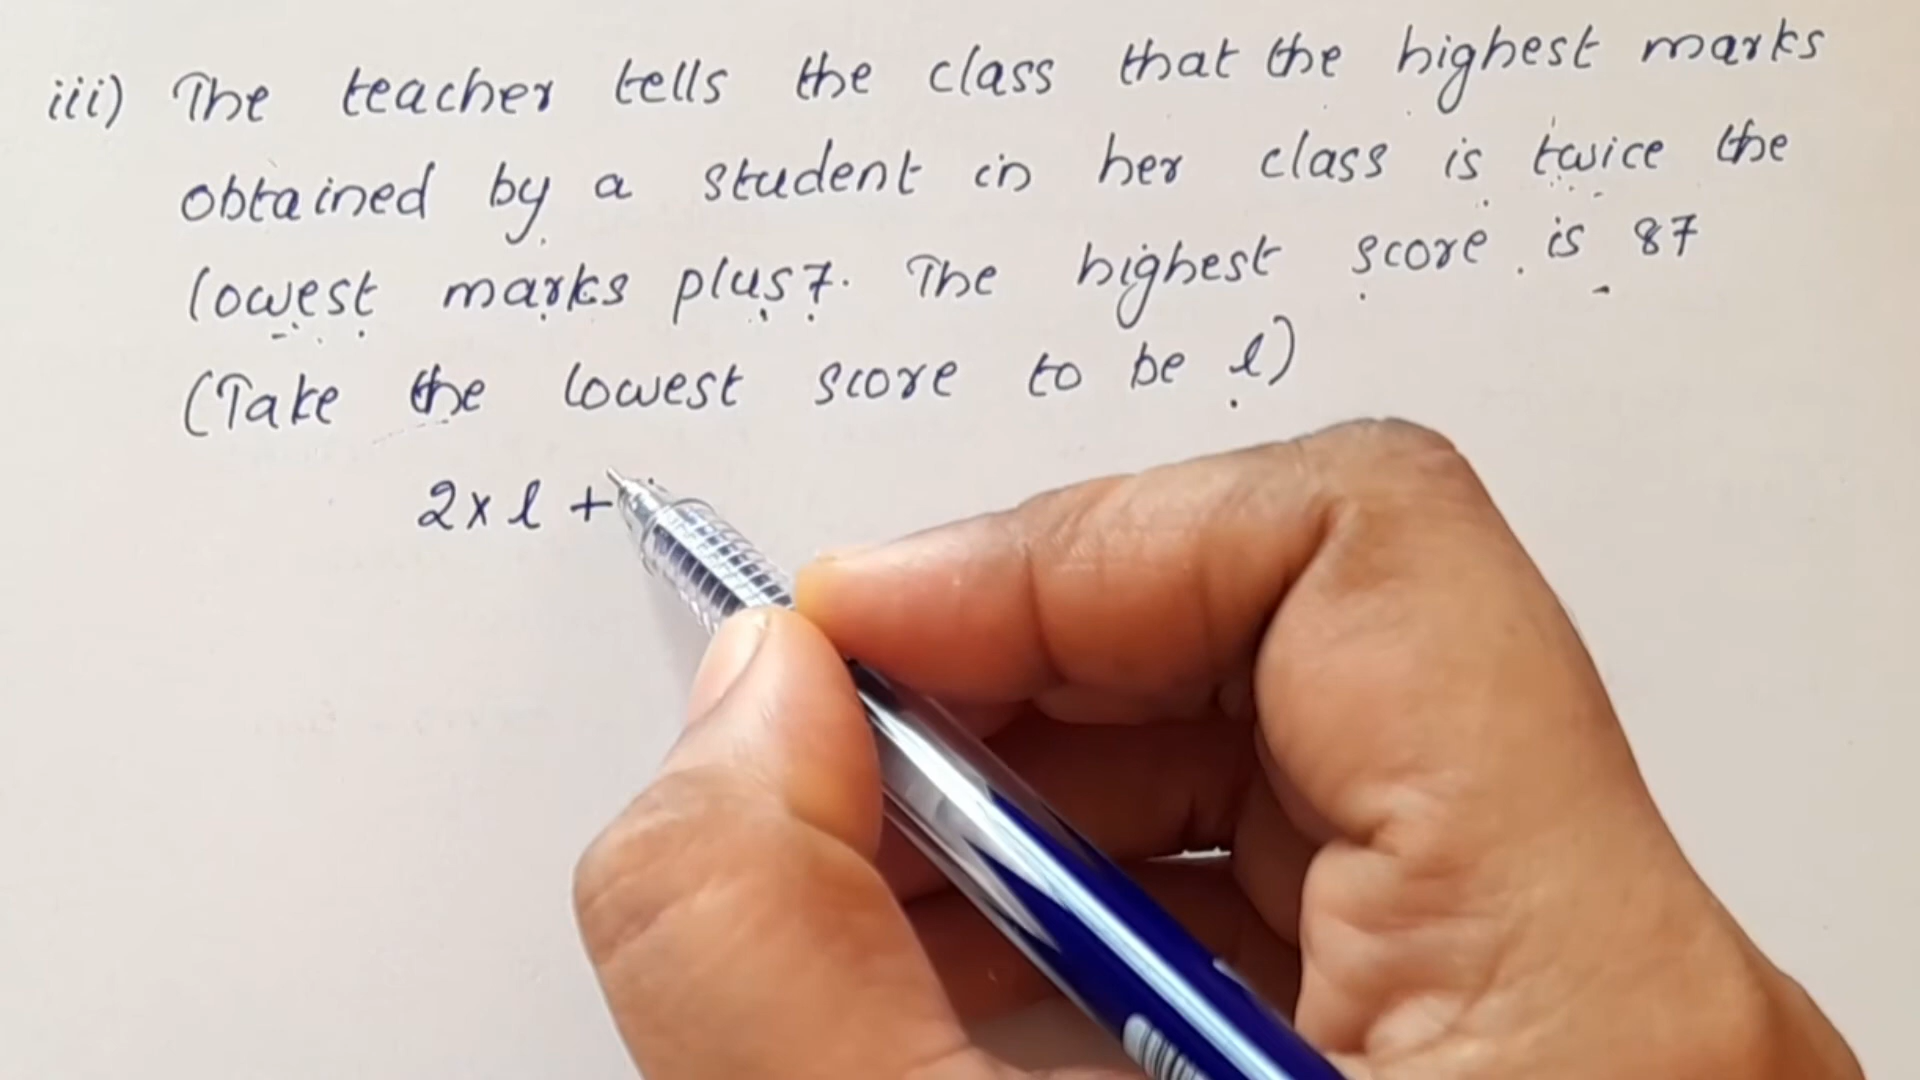 iii) The teacher tells the class that the highest marks
obtained by a student in her class is twice the
lowest marks plus 7. The highest score is 87
(Take the lowest score to be l)
2 x l +